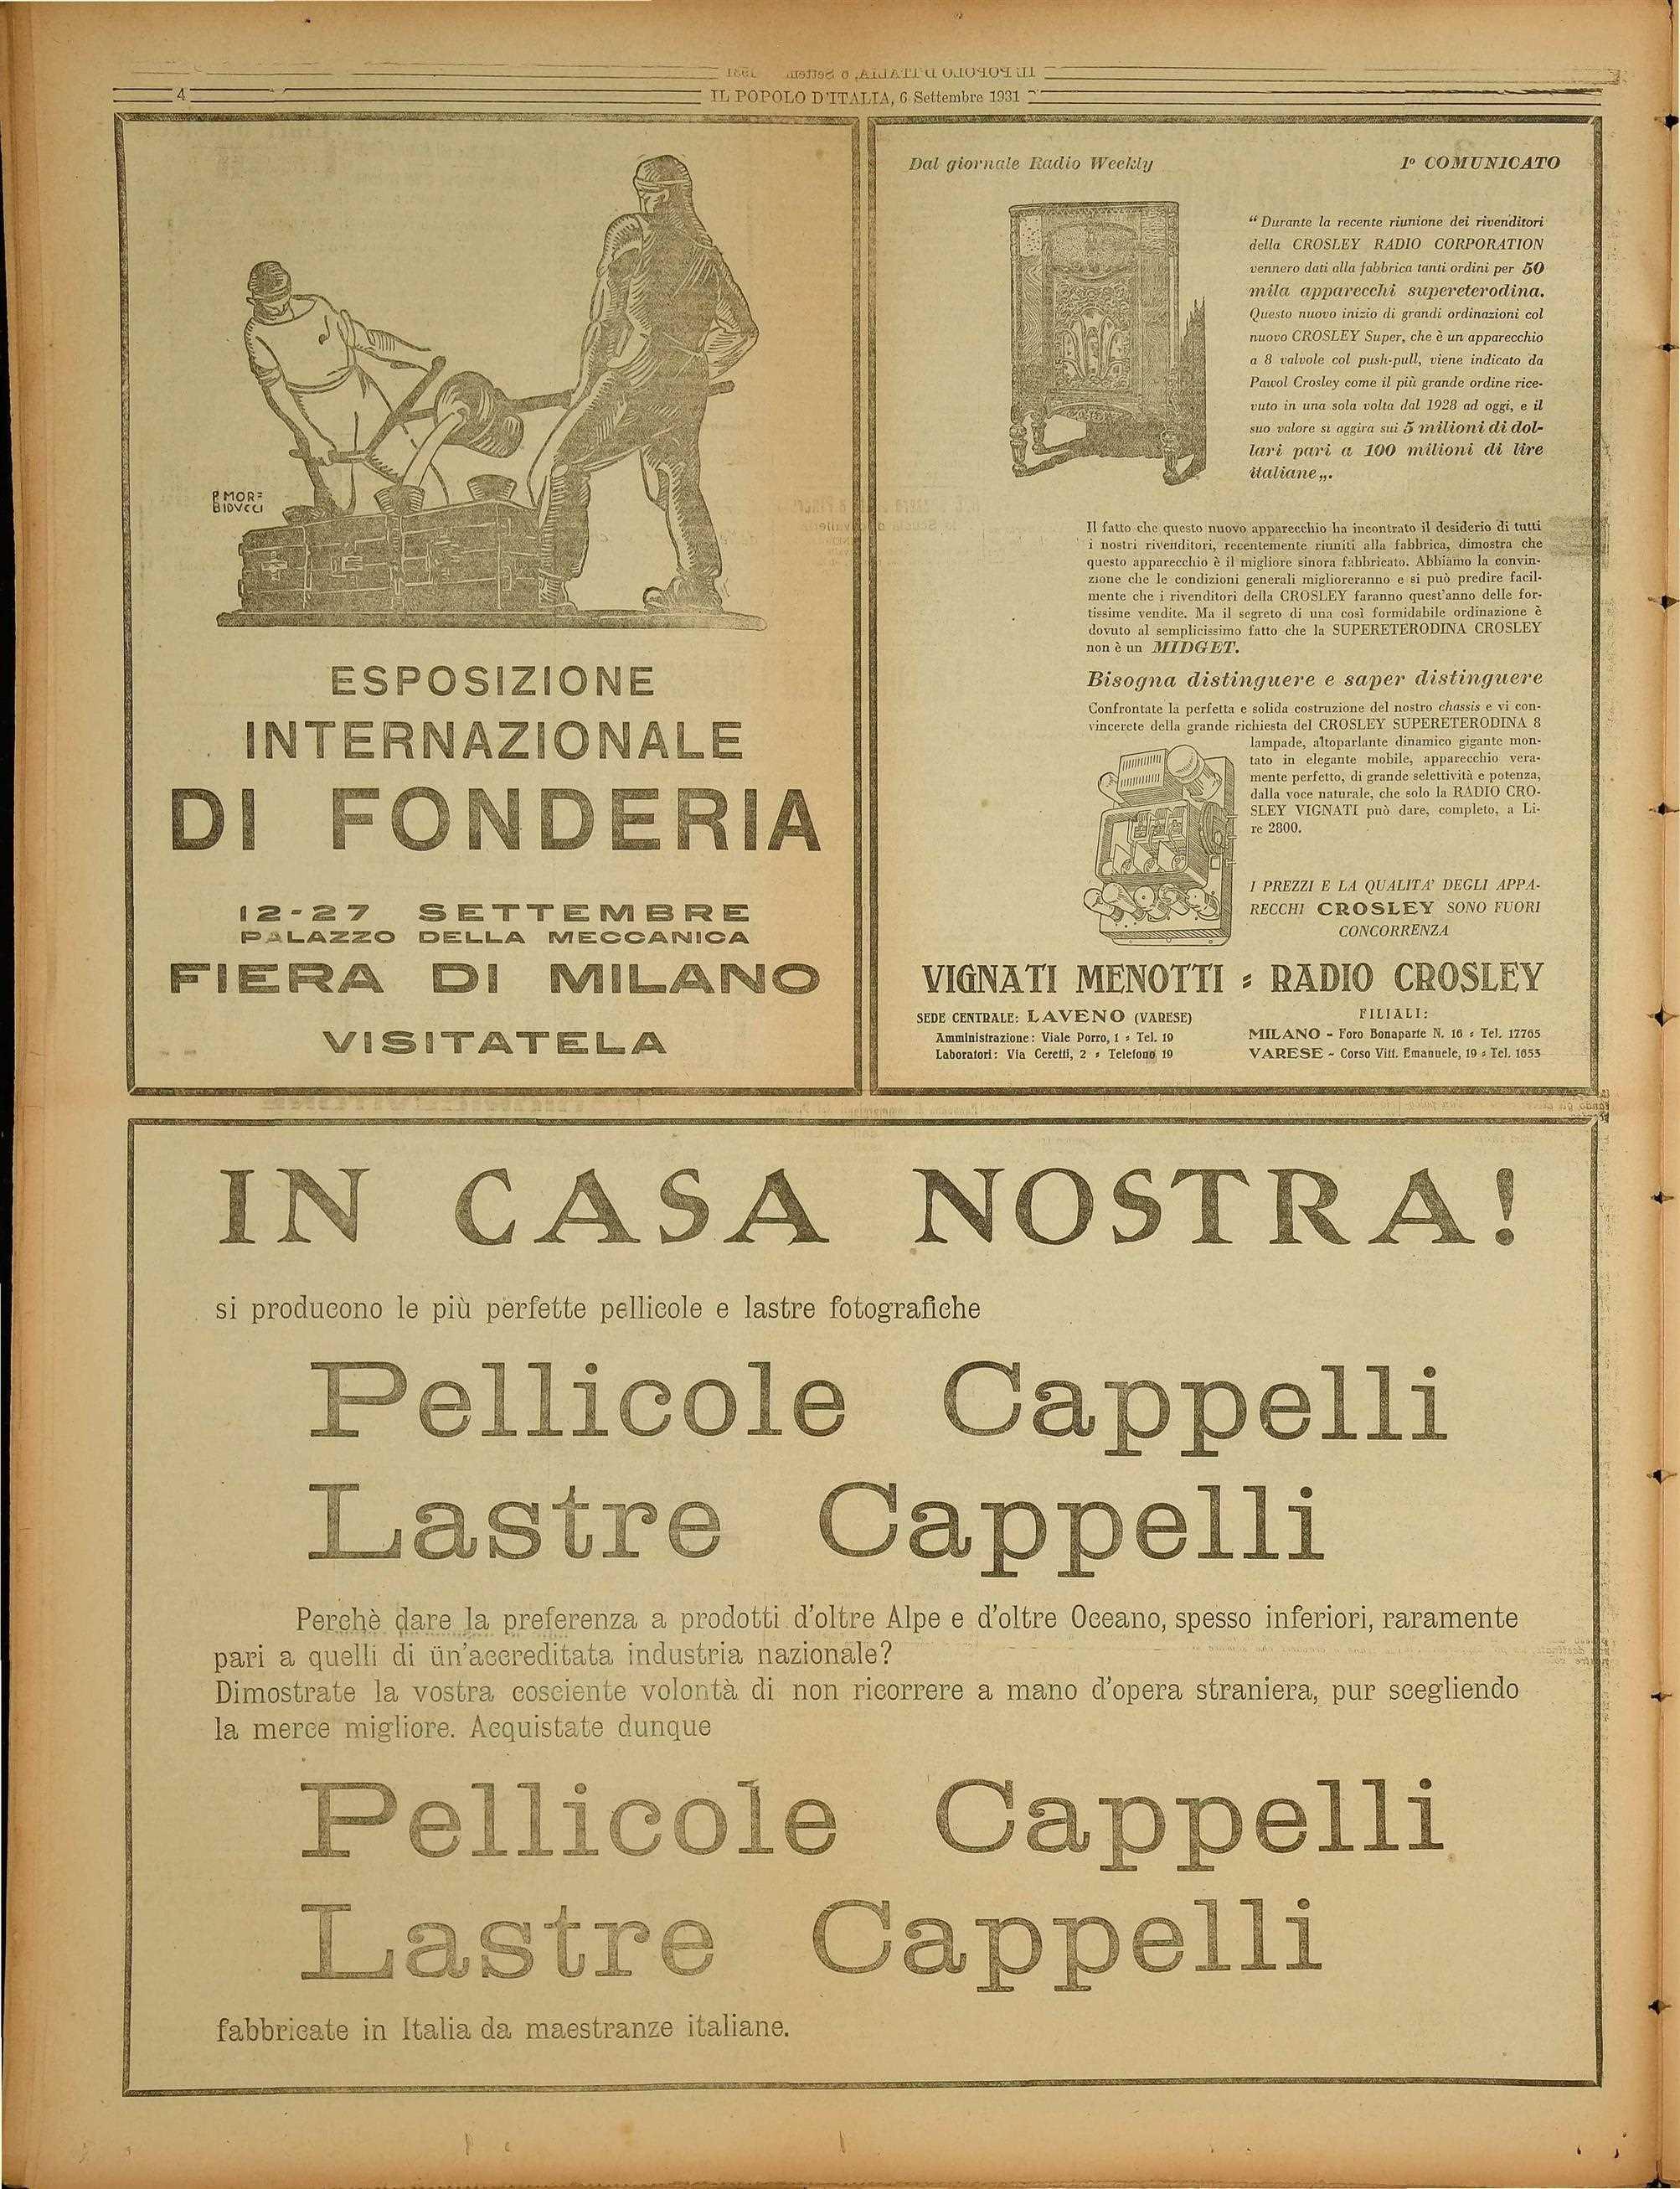 4
IL POPOLO D'ITALIA, 6 Settembre 1931
P. MOR=
BIDVCCI
ESPOSIZIONE
INTERNAZIONALE
DI FONDERIA
12-27 SETTEMBRE
PALAZZO DELLA MECCANICA
FIERA DI MILANO
VISITATELA
Dal giornale Radio Weekly
1º COMUNICATO
“ Durante la recente riunione dei rivenditori
della CROSLEY RADIO CORPORATION
vennero dati alla fabbrica tanti ordini per 50
mila apparecchi supereterodina.
Questo nuovo inizio di grandi ordinazioni col
nuovo CROSLEY Super, che è un apparecchio
a 8 valvole col push-pull, viene indicato da
Pawol Crosley come il più grande ordine rice-
vuto in una sola volta dal 1928 ad oggi, e il
suo valore si aggira sui 5 milioni di dol-
lari pari a 100 milioni di lire
italiane„.
Il fatto che questo nuovo apparecchio ha incontrato il desiderio di tutti
i nostri rivenditori, recentemente riuniti alla fabbrica, dimostra che
questo apparecchio è il migliore sinora fabbricato. Abbiamo la convin-
zione che le condizioni generali miglioreranno e si può predire facil-
mente che i rivenditori della CROSLEY faranno quest'anno delle for-
tissime vendite. Ma il segreto di una così formidabile ordinazione è
dovuto al semplicissimo fatto che la SUPERETERODINA CROSLEY
non è un MIDGET.
Bisogna distinguere e saper distinguere
Confrontate la perfetta e solida costruzione del nostro chassis e vi con-
vincerete della grande richiesta del CROSLEY SUPERETERODINA 8
lampade, altoparlante dinamico gigante mon-
tato in elegante mobile, apparecchio vera-
mente perfetto, di grande selettività e potenza,
dalla voce naturale, che solo la RADIO CRO-
SLEY VIGNATI può dare, completo, a Li-
re 2800.
I PREZZI E LA QUALITA' DEGLI APPA-
RECCHI CROSLEY SONO FUORI
CONCORRENZA
VIGNATI MENOTTI = RADIO CROSLEY
SEDE CENTRALE: LAVENO (VARESE)
Amministrazione: Viale Porro, 1 = Tel. 19
Laboratori: Via Ceretti, 2 = Telefono 19
FILIALI:
MILANO - Foro Bonaparte N. 16 = Tel. 17765
VARESE - Corso Vitt. Emanuele, 19 = Tel. 1653
IN CASA NOSTRA!
si producono le più perfette pellicole e lastre fotografiche
Pellicole Cappelli
Lastre Cappelli
Perchè dare la preferenza a prodotti d'oltre Alpe e d'oltre Oceano, spesso inferiori, raramente
pari a quelli di un'accreditata industria nazionale?
Dimostrate la vostra cosciente volontà di non ricorrere a mano d'opera straniera, pur scegliendo
la merce migliore. Acquistate dunque
Pellicole Cappelli
Lastre Cappelli
fabbricate in Italia da maestranze italiane.